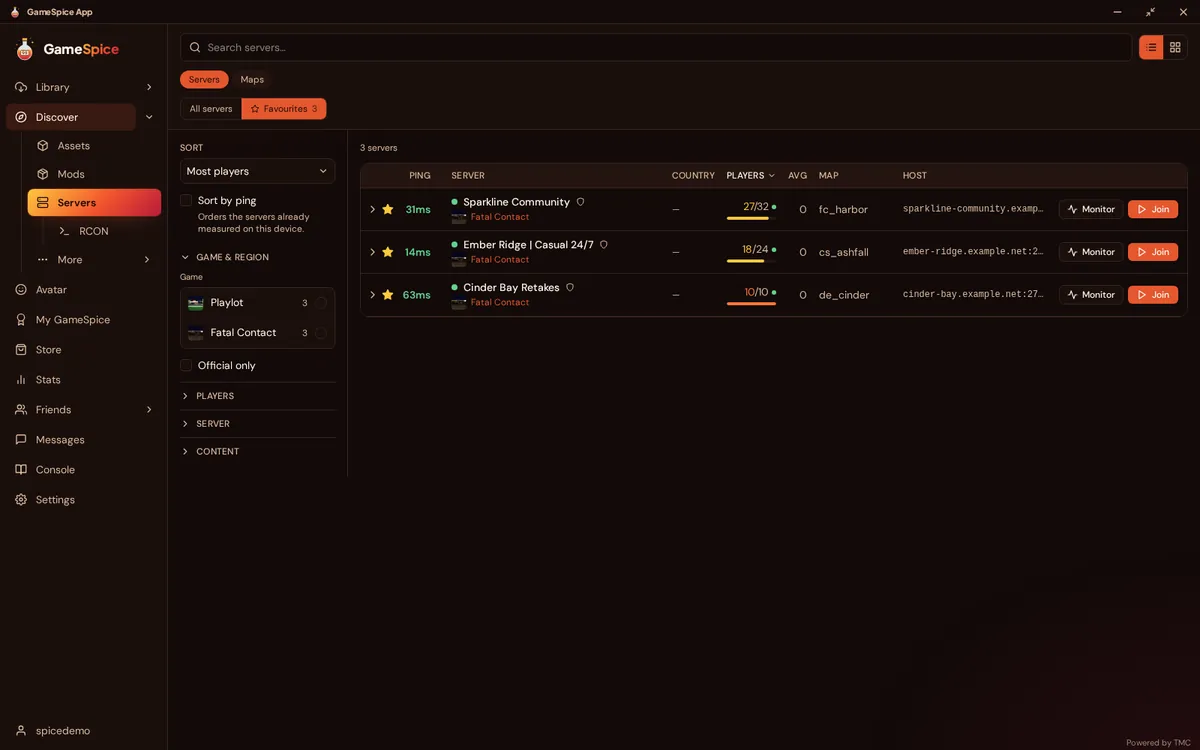 GameSpice App
GameSpice
Library
Discover
Assets
Mods
Servers
RCON
More
Avatar
My GameSpice
Store
Stats
Friends
Messages
Console
Settings
spicedemo
Search servers...
Servers Maps
All servers Favourites 3
SORT
Most players
Sort by ping
Orders the servers already
measured on this device.
GAME & REGION
Game
Playlot 3
Fatal Contact 3
Official only
PLAYERS
SERVER
CONTENT
3 servers
PING SERVER COUNTRY PLAYERS AVG MAP HOST
31ms Sparkline Community — 27/32 0 fc_harbor sparkline-community.examp… Monitor Join
Fatal Contact
14ms Ember Ridge | Casual 24/7 — 18/24 0 cs_ashfall ember-ridge.example.net:2… Monitor Join
Fatal Contact
63ms Cinder Bay Retakes — 10/10 0 de_cinder cinder-bay.example.net:27… Monitor Join
Fatal Contact
Powered by TMC